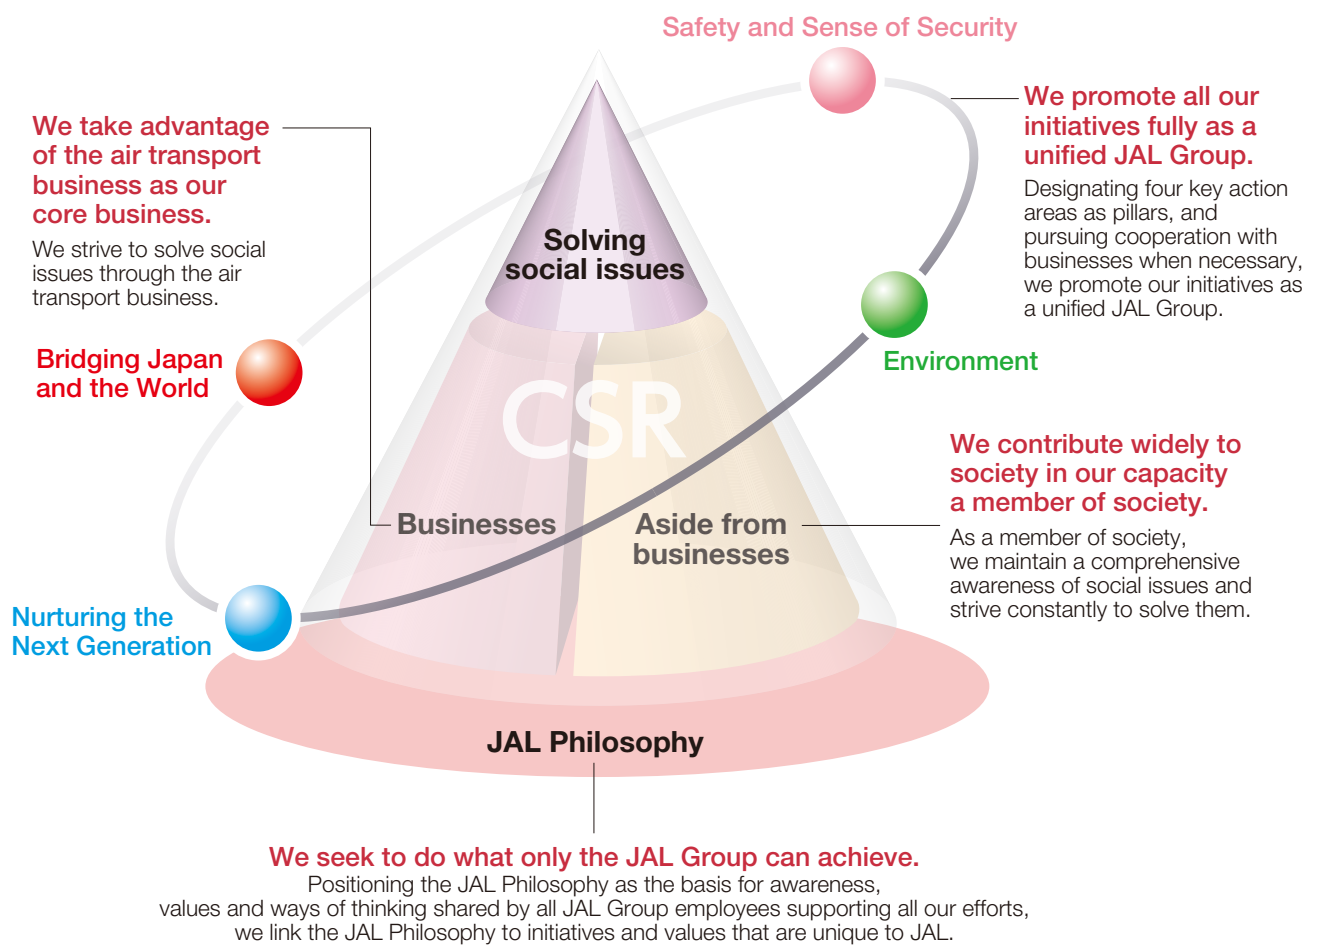 Safety and Sense of Security
We promote all our
initiatives fully as a
unified JAL Group.
Designating four key action
areas as pillars, and
pursuing cooperation with
businesses when necessary,
we promote our initiatives as
a unified JAL Group.
We take advantage
of the air transport
business as our
core business.
We strive to solve social
issues through the air
transport business.
Solving
social issues
Bridging Japan
and the World
Environment
CSR
We contribute widely to
society in our capacity
a member of society.
As a member of society,
we maintain a comprehensive
awareness of social issues and
strive constantly to solve them.
Businesses
Aside from
businesses
Nurturing the
Next Generation
JAL Philosophy
We seek to do what only the JAL Group can achieve.
Positioning the JAL Philosophy as the basis for awareness,
values and ways of thinking shared by all JAL Group employees supporting all our efforts,
we link the JAL Philosophy to initiatives and values that are unique to JAL.